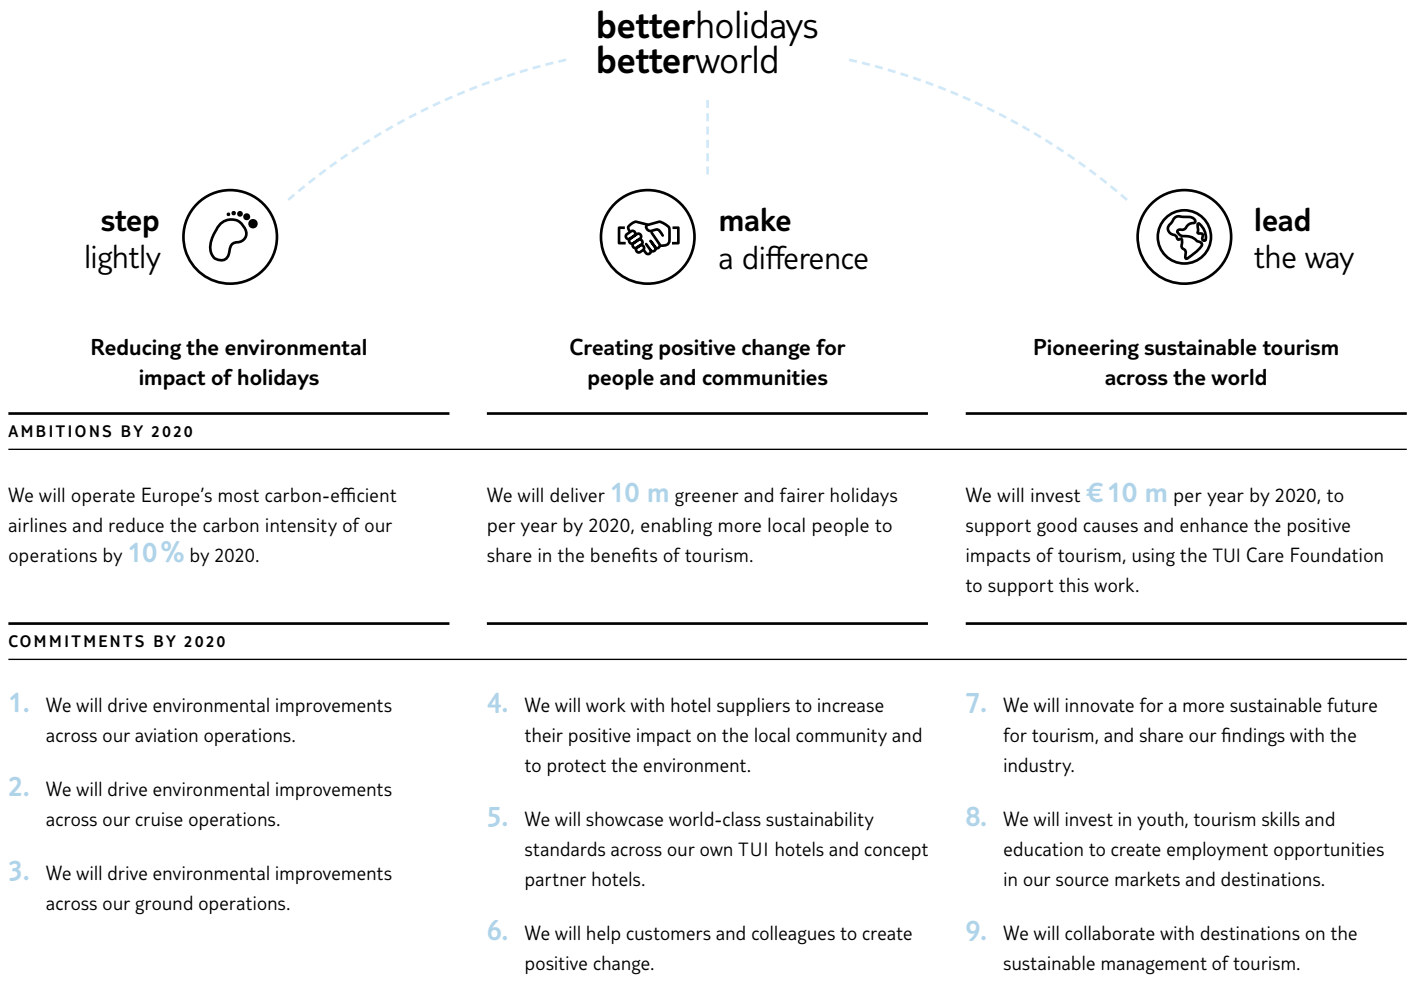 betterholidays
betterworld
step
lightly
make
a difference
lead
the way
Reducing the environmental
impact of holidays
Creating positive change for
people and communities
Pioneering sustainable tourism
across the world
AMBITIONS BY 2020
We will operate Europe's most carbon-efficient
airlines and reduce the carbon intensity of our
operations by 10 % by 2020.
We will deliver 10 m greener and fairer holidays
per year by 2020, enabling more local people to
share in the benefits of tourism.
We will invest € 10 m per year by 2020, to
support good causes and enhance the positive
impacts of tourism, using the TUI Care Foundation
to support this work.
COMMITMENTS BY 2020
1. We will drive environmental improvements
across our aviation operations.
2. We will drive environmental improvements
across our cruise operations.
3. We will drive environmental improvements
across our ground operations.
4. We will work with hotel suppliers to increase
their positive impact on the local community and
to protect the environment.
5. We will showcase world-class sustainability
standards across our own TUI hotels and concept
partner hotels.
6. We will help customers and colleagues to create
positive change.
7. We will innovate for a more sustainable future
for tourism, and share our findings with the
industry.
8. We will invest in youth, tourism skills and
education to create employment opportunities
in our source markets and destinations.
9. We will collaborate with destinations on the
sustainable management of tourism.